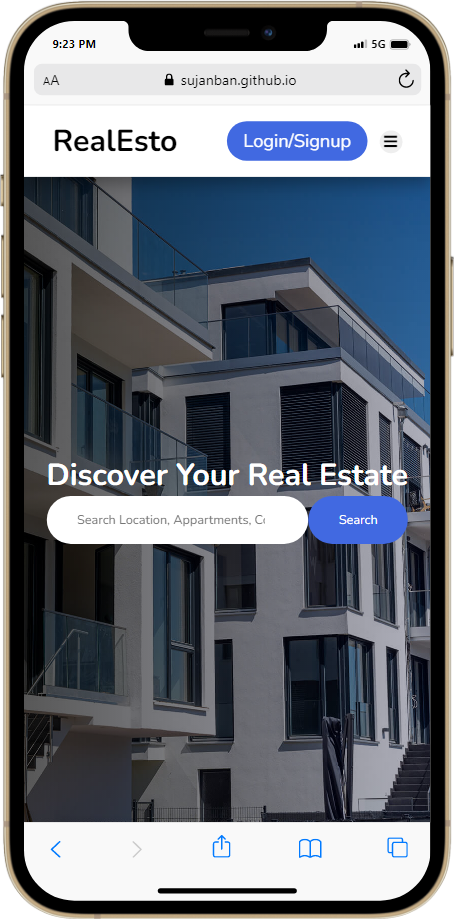 9:23 PM
5G
AA
sujanban.github.io
RealEsto
Login/Signup
Discover Your Real Estate
Search Location, Appartments, Co
Search